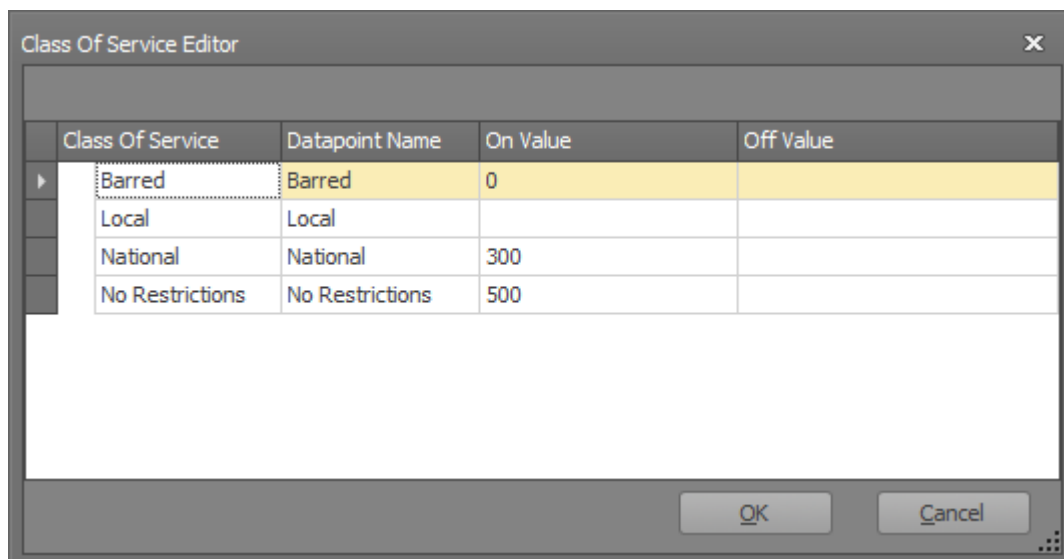 Class Of Service Editor
Class Of Service Datapoint Name On Value Off Value
Barred Barred 0
Local Local
National National 300
No Restrictions No Restrictions 500
OK Cancel